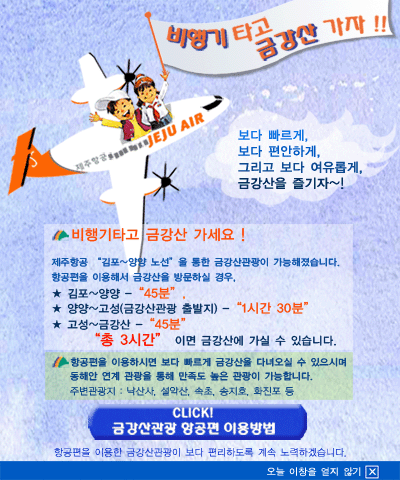 비행기 타고 금강산 가자 !!
JEJU AIR
제주항공
보다 빠르게,
보다 편안하게,
그리고 보다 여유롭게,
금강산을 즐기자~!
비행기타고 금강산 가세요 !
제주항공 “김포~양양 노선”을 통한 금강산관광이 가능해졌습니다.
항공편을 이용해서 금강산을 방문하실 경우,
★ 김포~양양 - “45분” ,
★ 양양~고성(금강산관광 출발지) - “1시간 30분”
★ 고성~금강산 - “45분”
“총 3시간” 이면 금강산에 가실 수 있습니다.
항공편을 이용하시면 보다 빠르게 금강산을 다녀오실 수 있으시며
동해안 연계 관광을 통해 만족도 높은 관광이 가능합니다.
주변관광지 : 낙산사, 설악산, 속초, 송지호, 화진포 등
CLICK!
금강산관광 항공편 이용방법
항공편을 이용한 금강산관광이 보다 편리하도록 계속 노력하겠습니다.
오늘 이창을 열지 않기